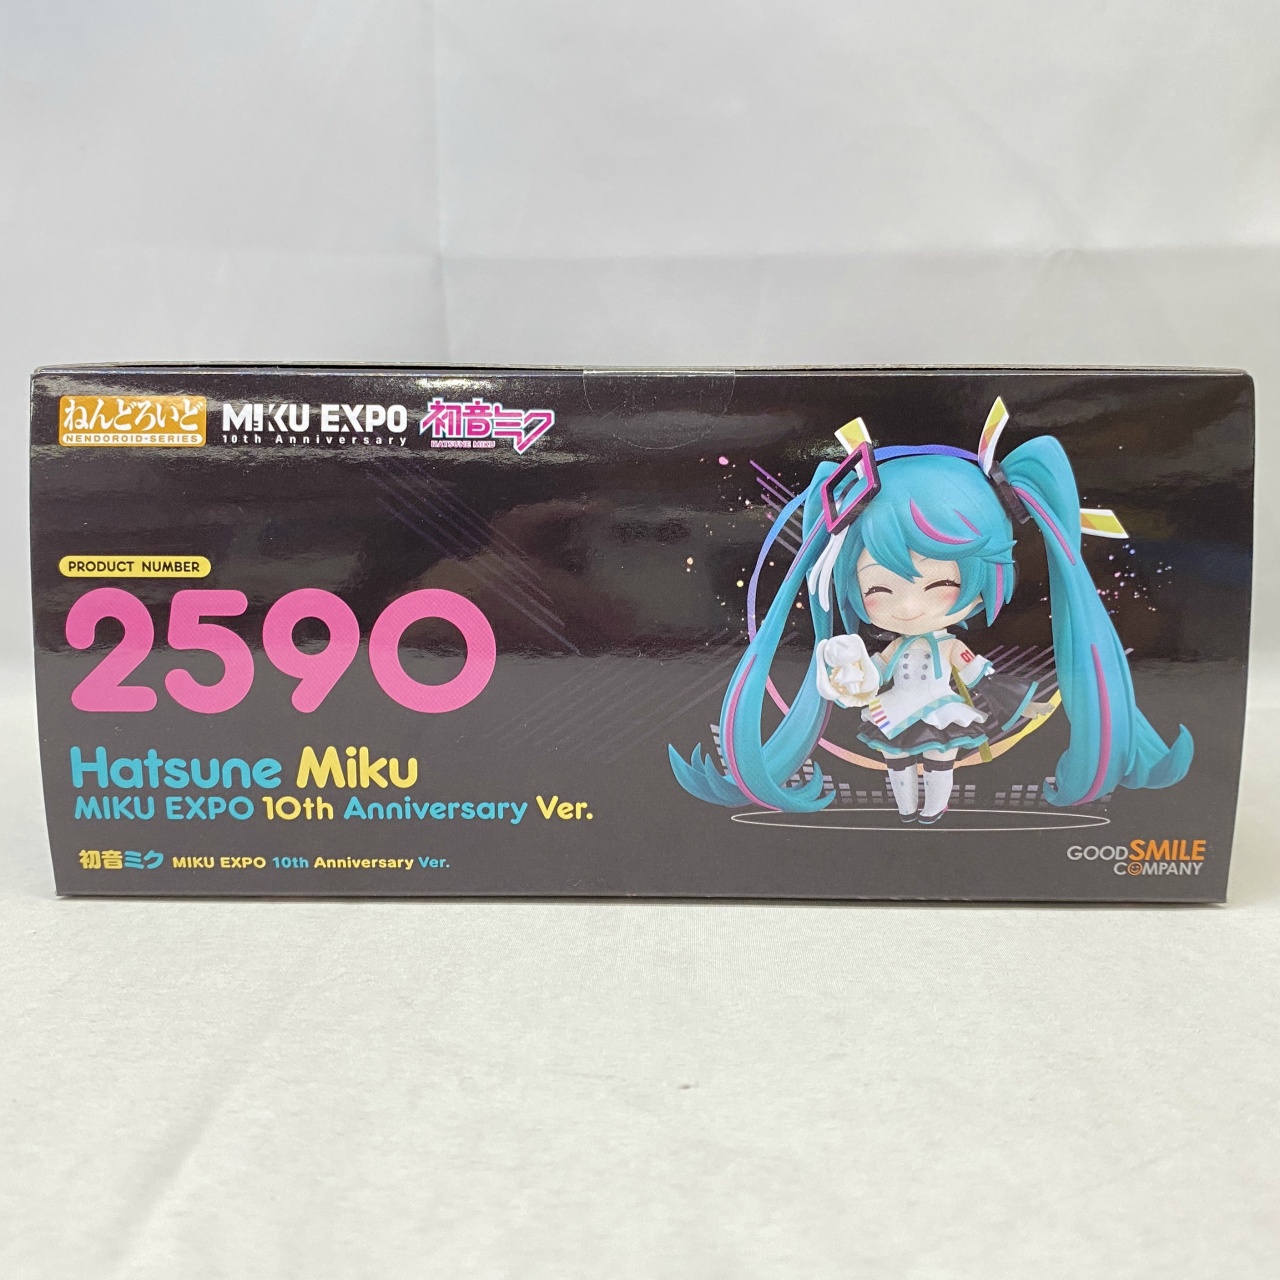 ねんどろいど
NENDOROID-SERIES
MIKU EXPO
10th Anniversary
初音ミク
HATSUNE MIKU
PRODUCT NUMBER
2590
Hatsune Miku
MIKU EXPO 10th Anniversary Ver.
初音ミク MIKU EXPO 10th Anniversary Ver.
01
GOOD SMILE
COMPANY